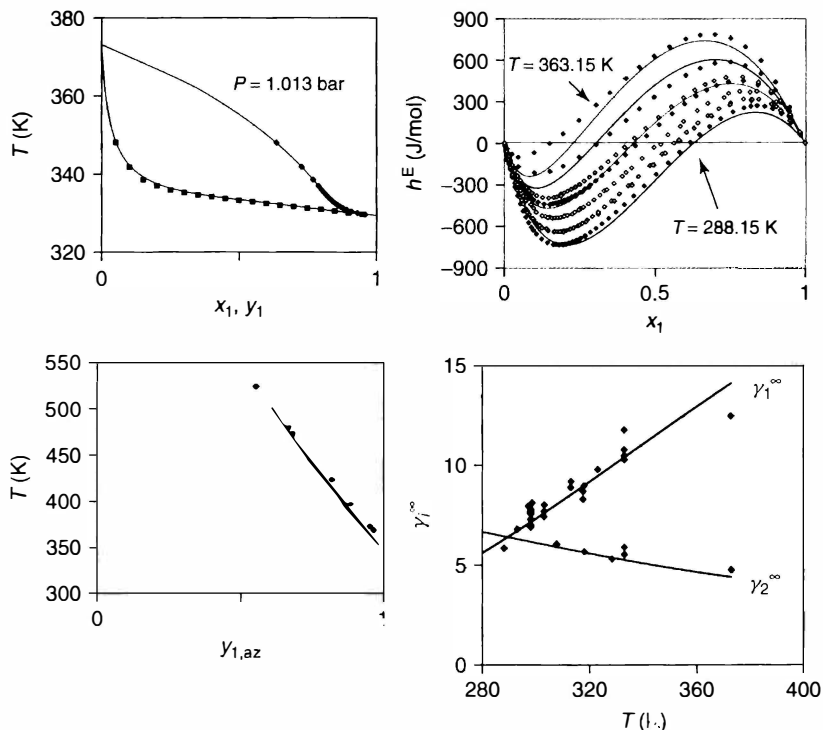 380
360
340
320
T (K)
P = 1.013 bar
0
1
x₁, y₁
900
600
300
0
−300
−600
−900
hᴱ (J/mol)
T = 363.15 K
T = 288.15 K
0
0.5
1
x₁
550
500
450
400
350
300
T (K)
0
y₁,az
15
10
5
0
γᵢ^∞
γ₁^∞
γ₂^∞
280
320
360
400